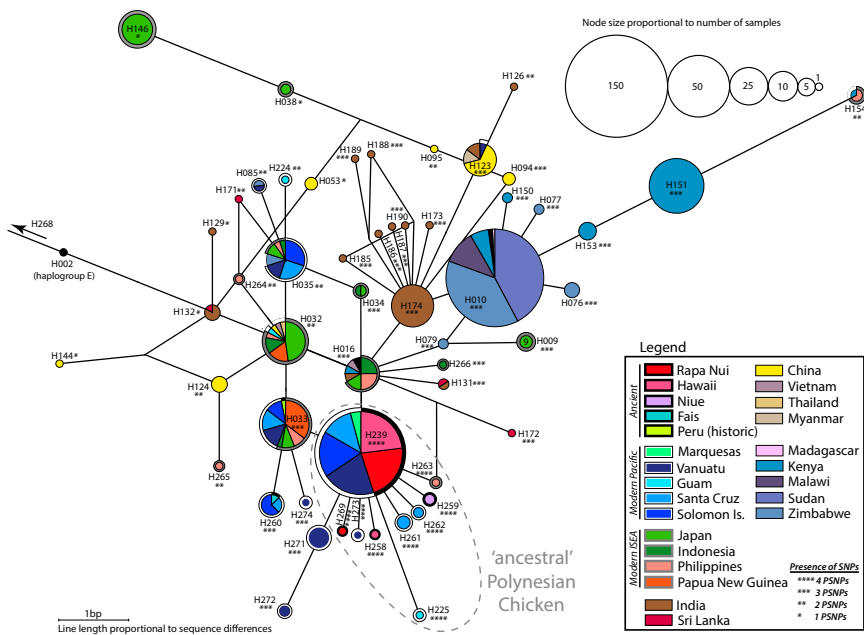 H146
*
H038 *
H126 **
Node size proportional to number of samples
150
50
25
10
5
1
H154
**
H095
**
H123
***
H094 ***
H189
***
H188 ***
H085 **
H224 **
H053 *
H171 **
H151
***
H150
***
H077
***
H153 ***
H190
***
H173
***
H187 ***
H186 ***
H185
***
H129 *
H268
H002
(haplogroup E)
H035 **
H264 **
H034
***
H174
***
H010
***
H076 ***
H132 *
H032
**
H016
***
H079
***
9
H009
***
H266 ***
H131 ***
H144 *
H124
**
H172
***
H033
***
H239
****
H265
**
H263
****
H259
****
H262
****
H261
****
H258
****
H273
****
H269
****
H274
***
H260
***
H271
***
H272
***
H225
****
'ancestral'
Polynesian
Chicken
1bp
Line length proportional to sequence differences
Legend
Ancient
Rapa Nui
Hawaii
Niue
Fais
Peru (historic)
Modern Pacific
Marquesas
Vanuatu
Guam
Santa Cruz
Solomon Is.
Modern ISEA
Japan
Indonesia
Philippines
Papua New Guinea
India
Sri Lanka
China
Vietnam
Thailand
Myanmar
Madagascar
Kenya
Malawi
Sudan
Zimbabwe
Presence of SNPs
**** 4 PSNPs
*** 3 PSNPs
** 2 PSNPs
* 1 PSNPs